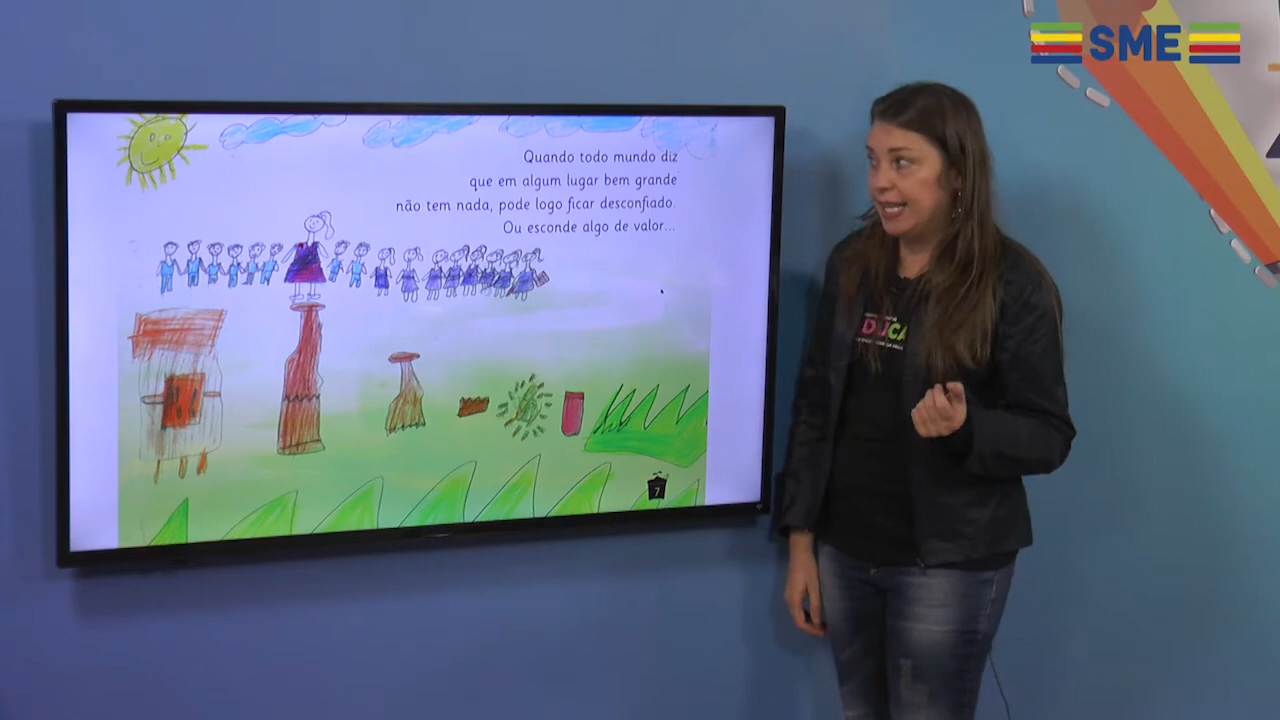 SME
Quando todo mundo diz
que em algum lugar bem grande
não tem nada, pode logo ficar desconfiado.
Ou esconde algo de valor...
7